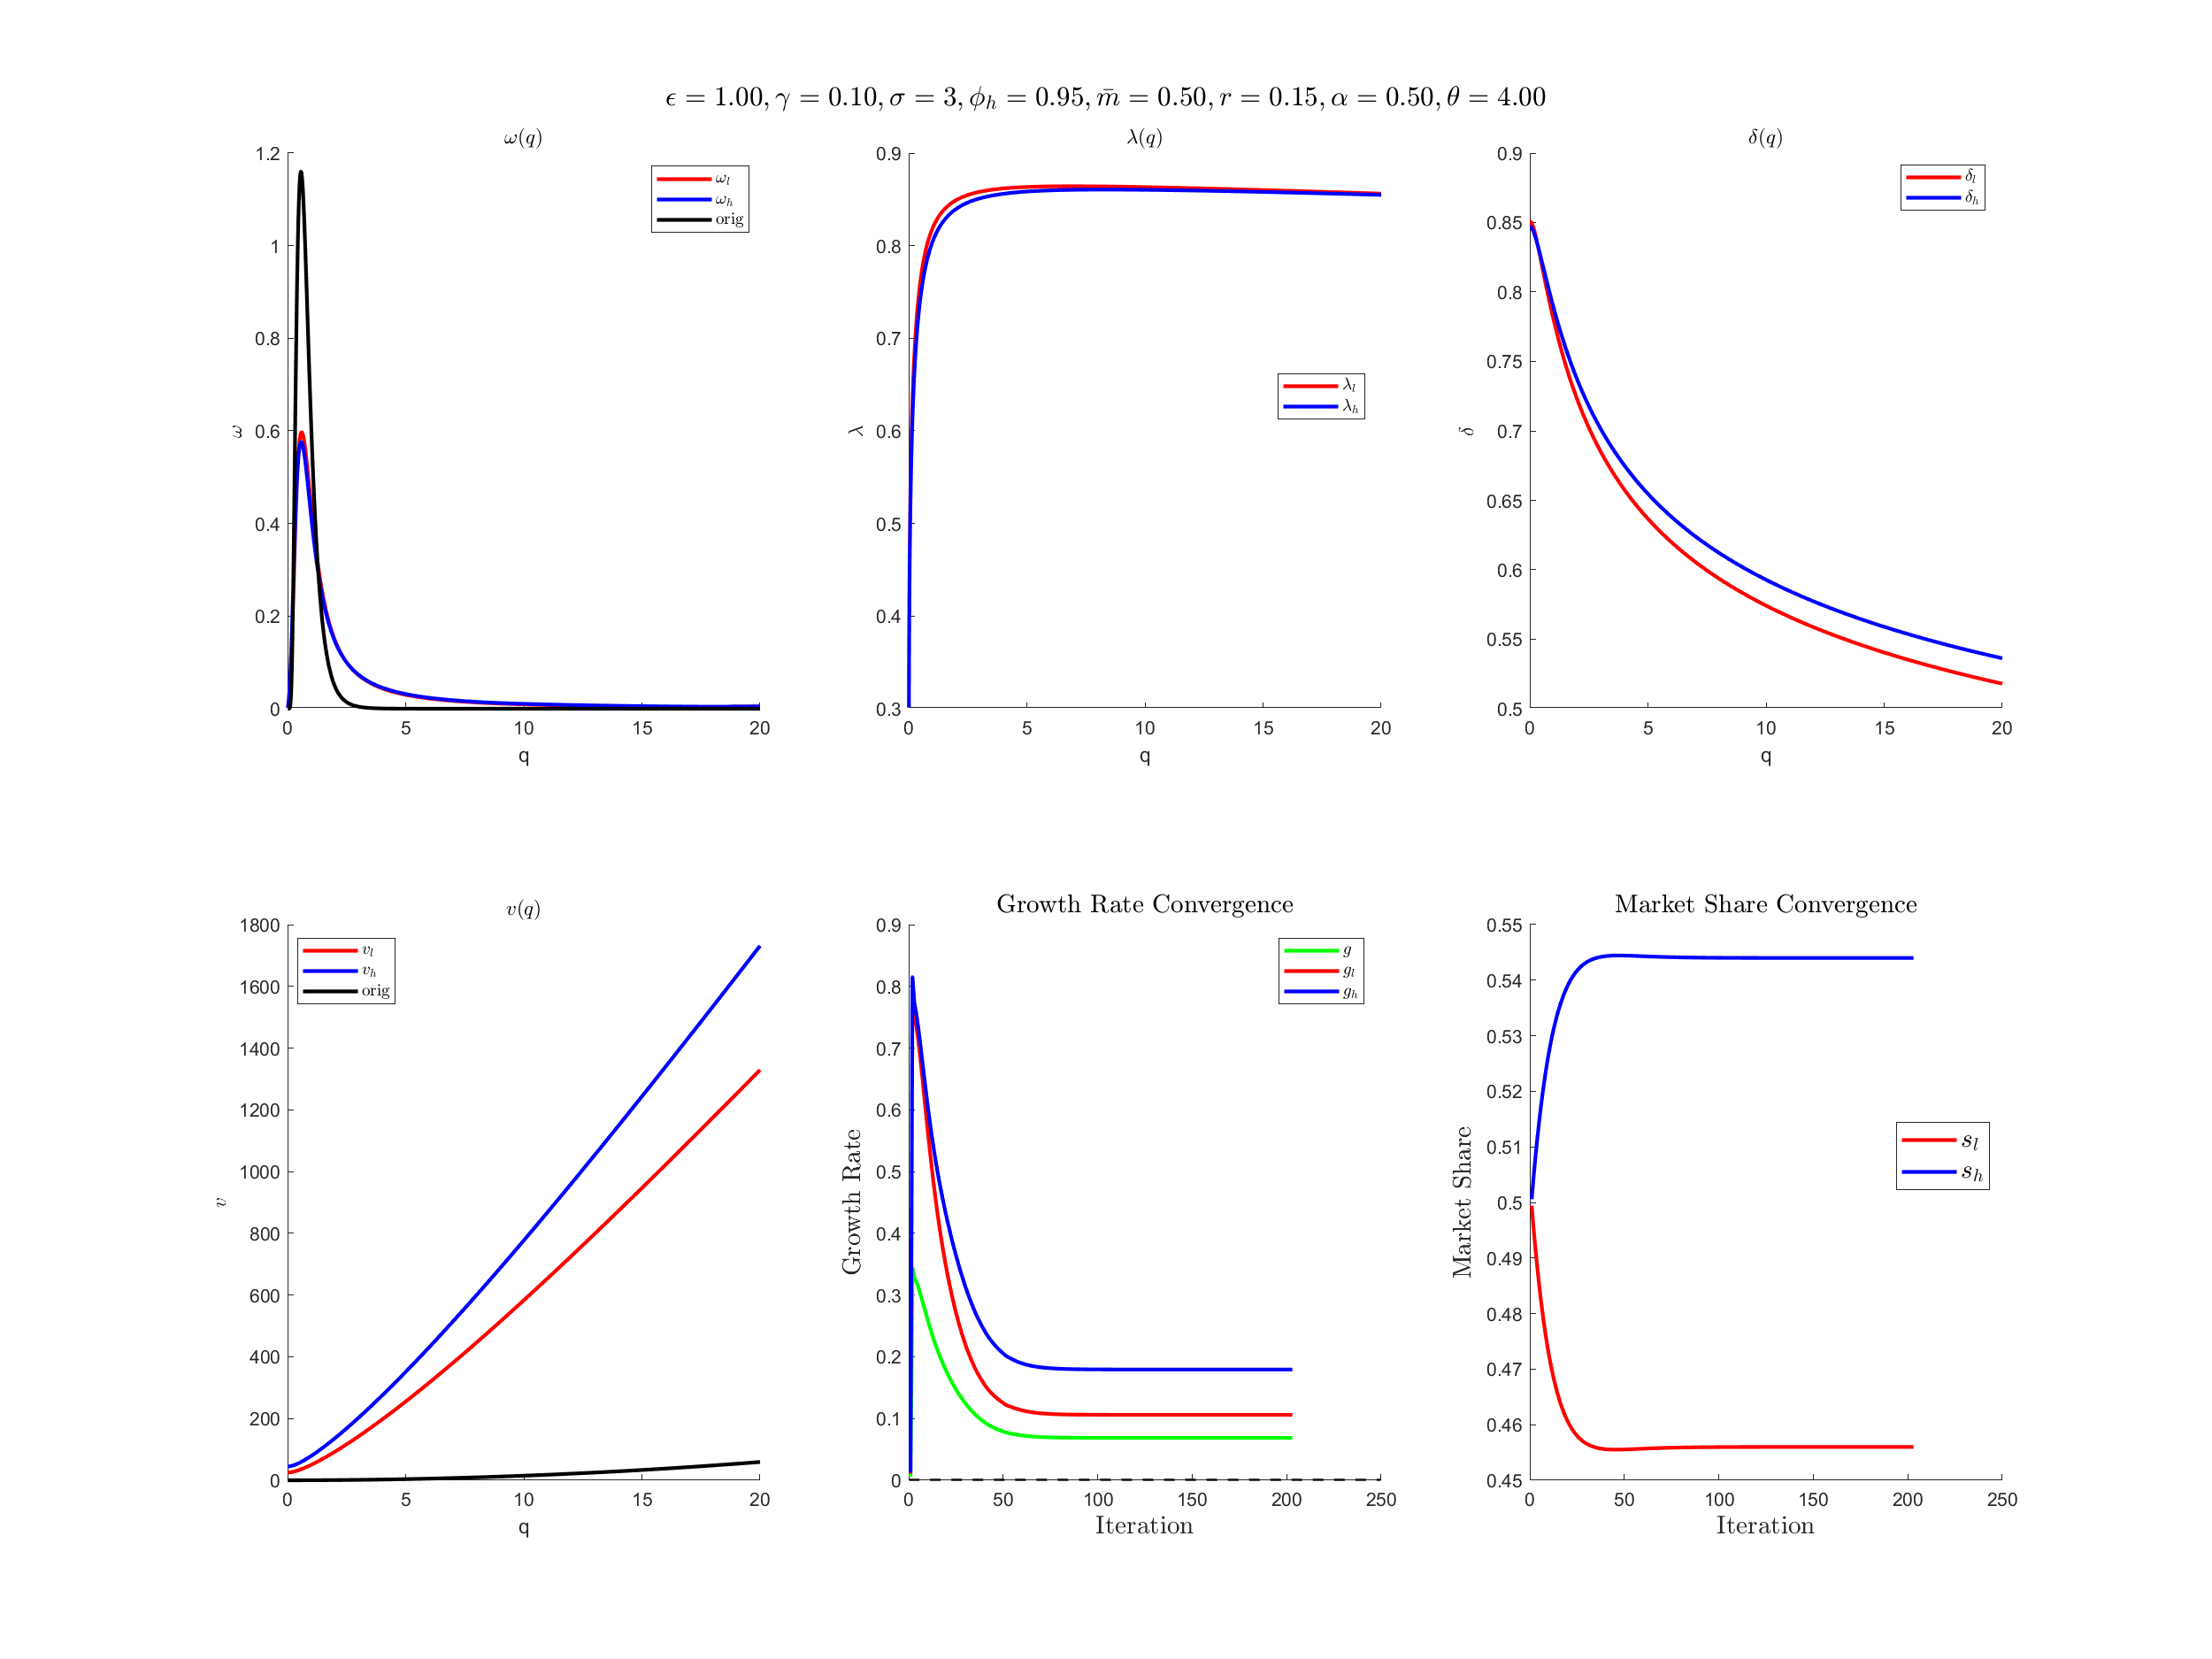 ϵ = 1.00, γ = 0.10, σ = 3, ϕ_h = 0.95, m̄ = 0.50, r = 0.15, α = 0.50, θ = 4.00
ω(q)
1.2
1
0.8
0.6
0.4
0.2
0
ω
0 5 10 15 20
q
ω_l
ω_h
orig
λ(q)
0.9
0.8
0.7
0.6
0.5
0.4
0.3
λ
0 5 10 15 20
q
λ_l
λ_h
δ(q)
0.9
0.85
0.8
0.75
0.7
0.65
0.6
0.55
0.5
δ
0 5 10 15 20
q
δ_l
δ_h
v(q)
1800
1600
1400
1200
1000
800
600
400
200
0
v
0 5 10 15 20
q
v_l
v_h
orig
Growth Rate Convergence
0.9
0.8
0.7
0.6
0.5
0.4
0.3
0.2
0.1
0
Growth Rate
0 50 100 150 200 250
Iteration
g
g_l
g_h
Market Share Convergence
0.55
0.54
0.53
0.52
0.51
0.5
0.49
0.48
0.47
0.46
0.45
Market Share
0 50 100 150 200 250
Iteration
s_l
s_h